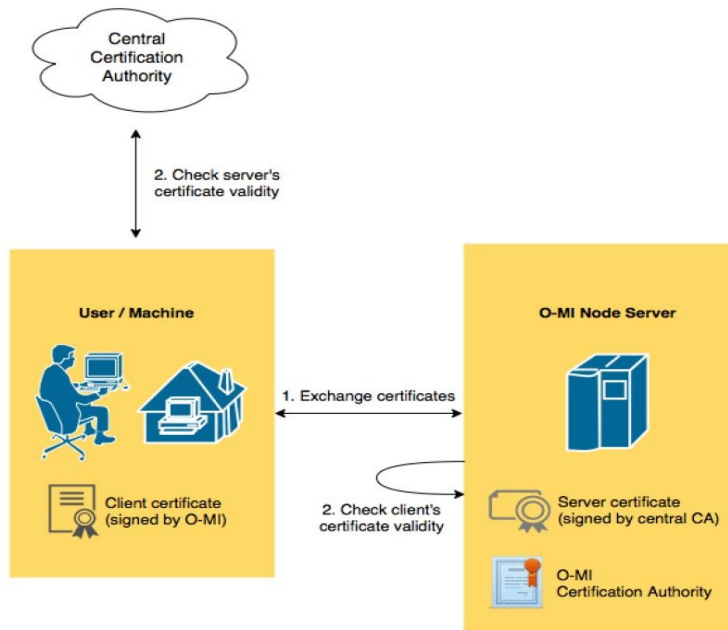 Central
Certification
Authority
2. Check server's
certificate validity
User / Machine
O-MI Node Server
1. Exchange certificates
Client certificate
(signed by O-MI)
2. Check client's
certificate validity
Server certificate
(signed by central CA)
O-MI
Certification Authority